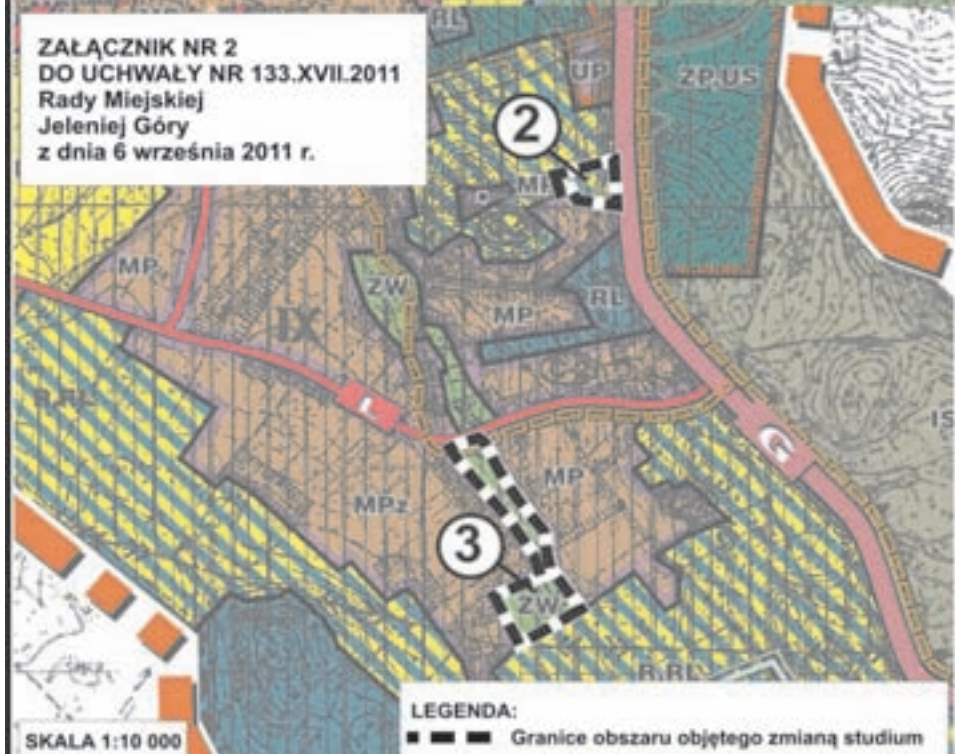 ZAŁĄCZNIK NR 2
DO UCHWAŁY NR 133.XVII.2011
Rady Miejskiej
Jeleniej Góry
z dnia 6 września 2011 r.
RL
UP
ZP,US
2
MP
ZW
RL
IX
MP
L
G
MPz
MP
3
ZW
R,RL
LEGENDA:
Granice obszaru objętego zmianą studium
SKALA 1:10 000